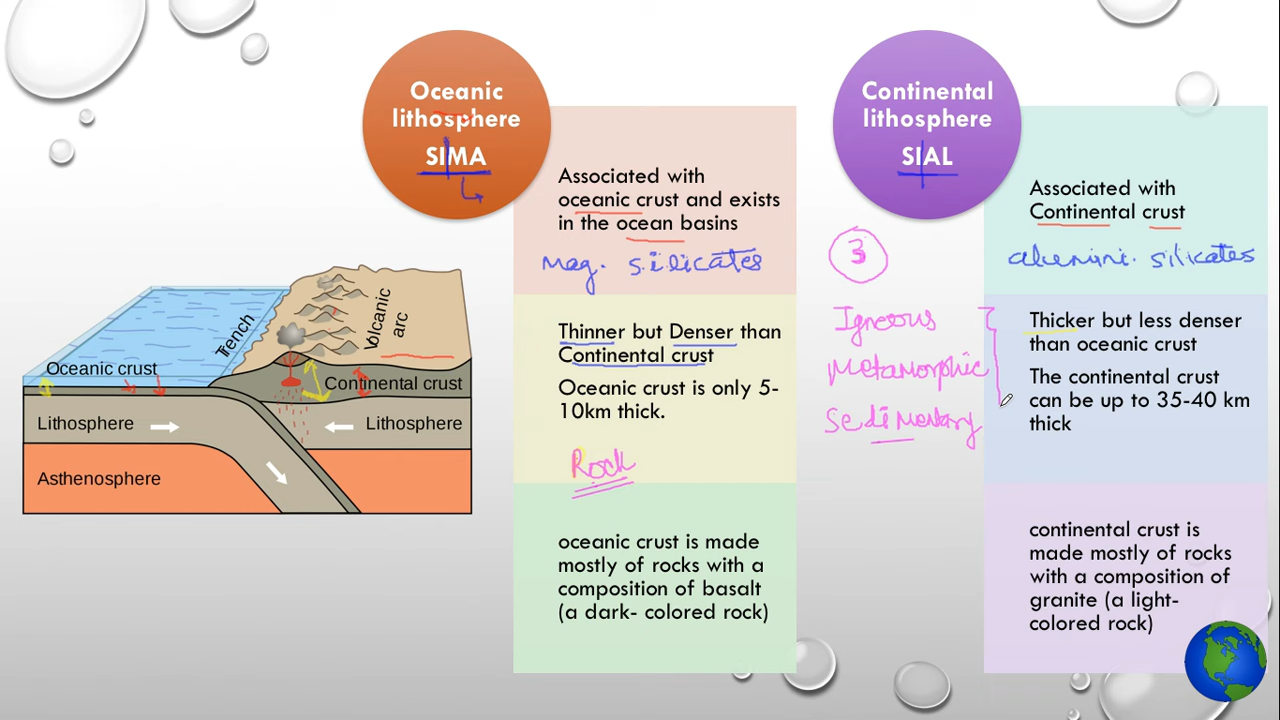 Oceanic
lithosphere
SIMA
Associated with
oceanic crust and exists
in the ocean basins
Mag. silicates
Thinner but Denser than
Continental crust
Oceanic crust is only 5-
10km thick.
Rock
oceanic crust is made
mostly of rocks with a
composition of basalt
(a dark- colored rock)
Continental
lithosphere
SIAL
Associated with
Continental crust
alumini. silicates
3
Igneous
Metamorphic
Sedimentary
Thicker but less denser
than oceanic crust
The continental crust
can be up to 35-40 km
thick
continental crust is
made mostly of rocks
with a composition of
granite (a light-
colored rock)
Trench
Volcanic
arc
Oceanic crust
Continental crust
Lithosphere
Lithosphere
Asthenosphere